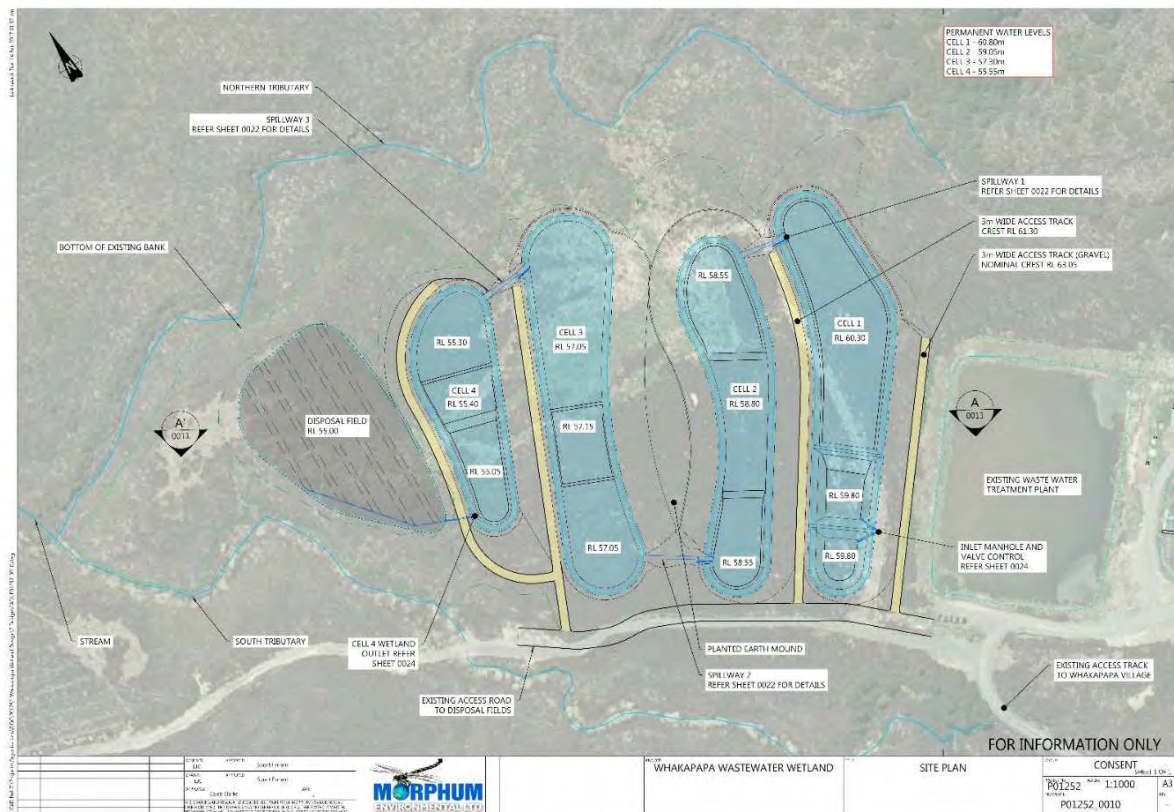 PERMANENT WATER LEVELS
CELL 1 - 60.80m
CELL 2 - 59.05m
CELL 3 - 57.30m
CELL 4 - 55.55m
NORTHERN TRIBUTARY
SPILLWAY 3
REFER SHEET 0022 FOR DETAILS
SPILLWAY 1
REFER SHEET 0022 FOR DETAILS
3m WIDE ACCESS TRACK
CREST RL 61.30
3m WIDE ACCESS TRACK (GRAVEL)
NOMINAL CREST RL 63.05
BOTTOM OF EXISTING BANK
RL 58.55
CELL 1
RL 60.30
CELL 3
RL 57.05
RL 55.30
CELL 4
RL 55.40
CELL 2
RL 58.80
A'
0011
A
0011
DISPOSAL FIELD
RL 55.00
RL 57.15
RL 55.05
RL 59.80
EXISTING WASTE WATER
TREATMENT PLANT
RL 57.05
RL 58.55
RL 59.80
INLET MANHOLE AND
VALVE CONTROL
REFER SHEET 0024
STREAM
SOUTH TRIBUTARY
CELL 4 WETLAND
OUTLET REFER
SHEET 0024
PLANTED EARTH MOUND
SPILLWAY 2
REFER SHEET 0022 FOR DETAILS
EXISTING ACCESS ROAD
TO DISPOSAL FIELDS
EXISTING ACCESS TRACK
TO WHAKAPAPA VILLAGE
FOR INFORMATION ONLY
MORPHUM
ENVIRONMENTAL LTD
WHAKAPAPA WASTEWATER WETLAND
SITE PLAN
CONSENT
P01252
1:1000
A3
P01252_0010